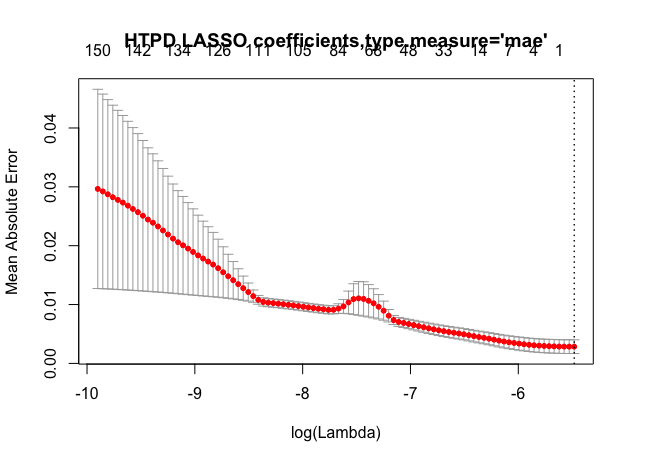 HTPD LASSO coefficients,type.measure='mae'
150 142 134 126 111 105 84 68 48 33 14 7 4 1
Mean Absolute Error
0.04
0.03
0.02
0.01
0.00
-10 -9 -8 -7 -6
log(Lambda)